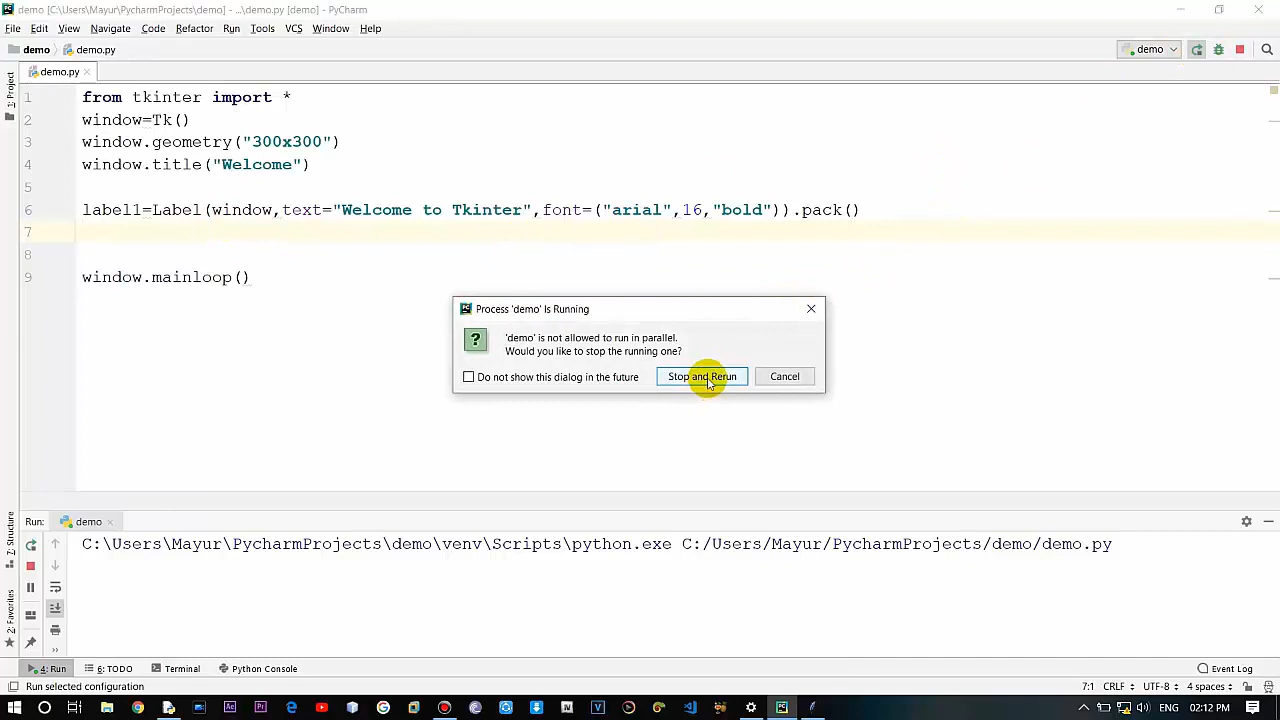 demo [C:\Users\Mayur\PycharmProjects\demo] - ...\demo.py [demo] - PyCharm
File Edit View Navigate Code Refactor Run Tools VCS Window Help
demo demo.py demo
demo.py
1: Project
1 from tkinter import *
2 window=Tk()
3 window.geometry("300x300")
4 window.title("Welcome")
5
6 label1=Label(window,text="Welcome to Tkinter",font=("arial",16,"bold")).pack()
7
8
9 window.mainloop()
Process 'demo' Is Running
'demo' is not allowed to run in parallel.
Would you like to stop the running one?
Do not show this dialog in the future Stop and Rerun Cancel
7: Structure
2: Favorites
Run: demo
C:\Users\Mayur\PycharmProjects\demo\venv\Scripts\python.exe C:/Users/Mayur/PycharmProjects/demo/demo.py
4: Run 6: TODO Terminal Python Console Event Log
Run selected configuration 7:1 CRLF UTF-8 4 spaces
ENG 02:12 PM